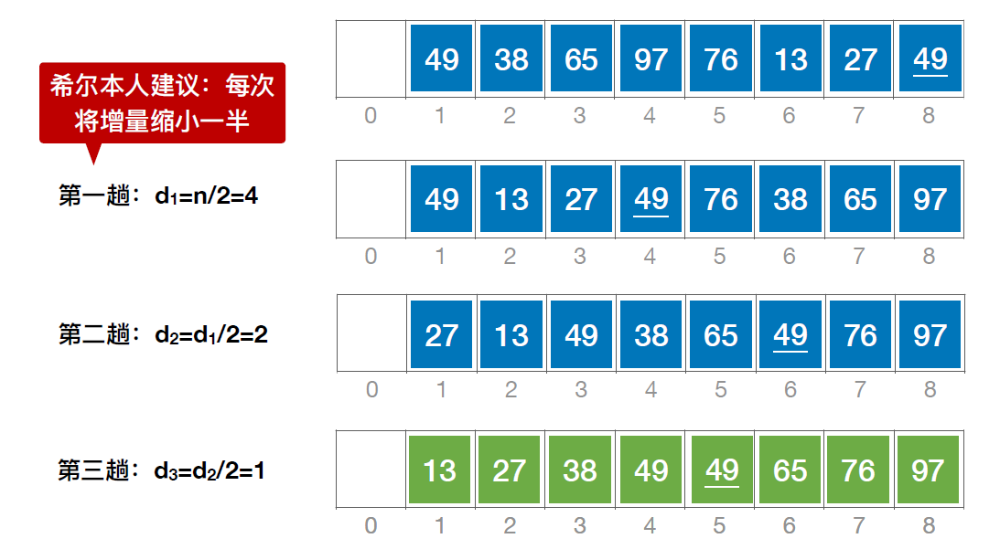 49 38 65 97 76 13 27 49
0 1 2 3 4 5 6 7 8
希尔本人建议：每次
将增量缩小一半
第一趟：d₁=n/2=4
49 13 27 49 76 38 65 97
0 1 2 3 4 5 6 7 8
第二趟：d₂=d₁/2=2
27 13 49 38 65 49 76 97
0 1 2 3 4 5 6 7 8
第三趟：d₃=d₂/2=1
13 27 38 49 49 65 76 97
0 1 2 3 4 5 6 7 8